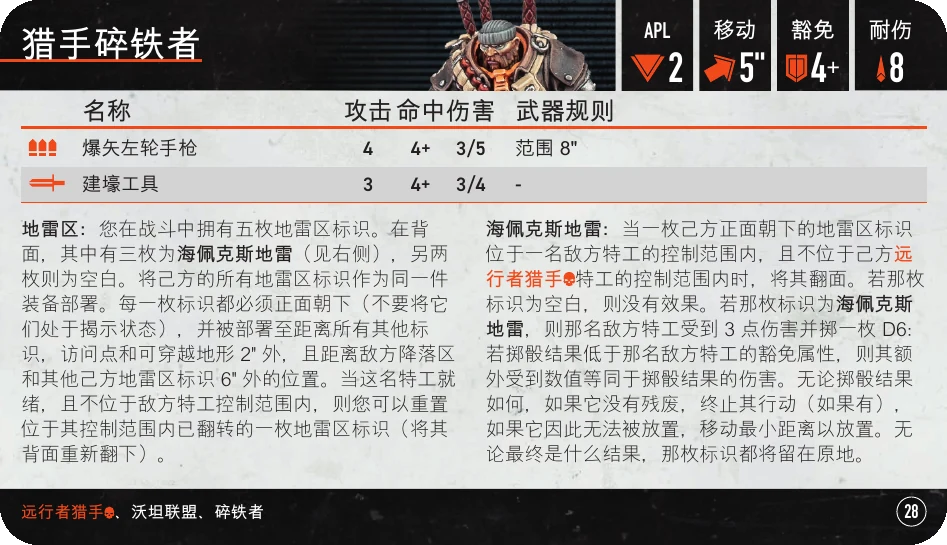 猎手碎铁者
APL 移动 豁免 耐伤
2 5" 4+ 8
名称 攻击 命中 伤害 武器规则
爆矢左轮手枪 4 4+ 3/5 范围 8"
建壕工具 3 4+ 3/4 -
地雷区：您在战斗中拥有五枚地雷区标识。在背
面，其中有三枚为海佩克斯地雷（见右侧），另两
枚则为空白。将己方的所有地雷区标识作为同一件
装备部署。每一枚标识都必须正面朝下（不要将它
们处于揭示状态），并被部署至距离所有其他标
识，访问点和可穿越地形 2" 外，且距离敌方降落区
和其他己方地雷区标识 6" 外的位置。当这名特工就
绪，且不位于敌方特工控制范围内，则您可以重置
位于其控制范围内已翻转的一枚地雷区标识（将其
背面重新翻下）。
海佩克斯地雷：当一枚己方正面朝下的地雷区标识
位于一名敌方特工的控制范围内，且不位于己方远
行者猎手特工的控制范围内时，将其翻面。若那枚
标识为空白，则没有效果。若那枚标识为海佩克斯
地雷，则那名敌方特工受到 3 点伤害并掷一枚 D6:
若掷骰结果低于那名敌方特工的豁免属性，则其额
外受到数值等同于掷骰结果的伤害。无论掷骰结果
如何，如果它没有残废，终止其行动（如果有），
如果它因此无法被放置，移动最小距离以放置。无
论最终是什么结果，那枚标识都将留在原地。
远行者猎手、沃坦联盟、碎铁者
28